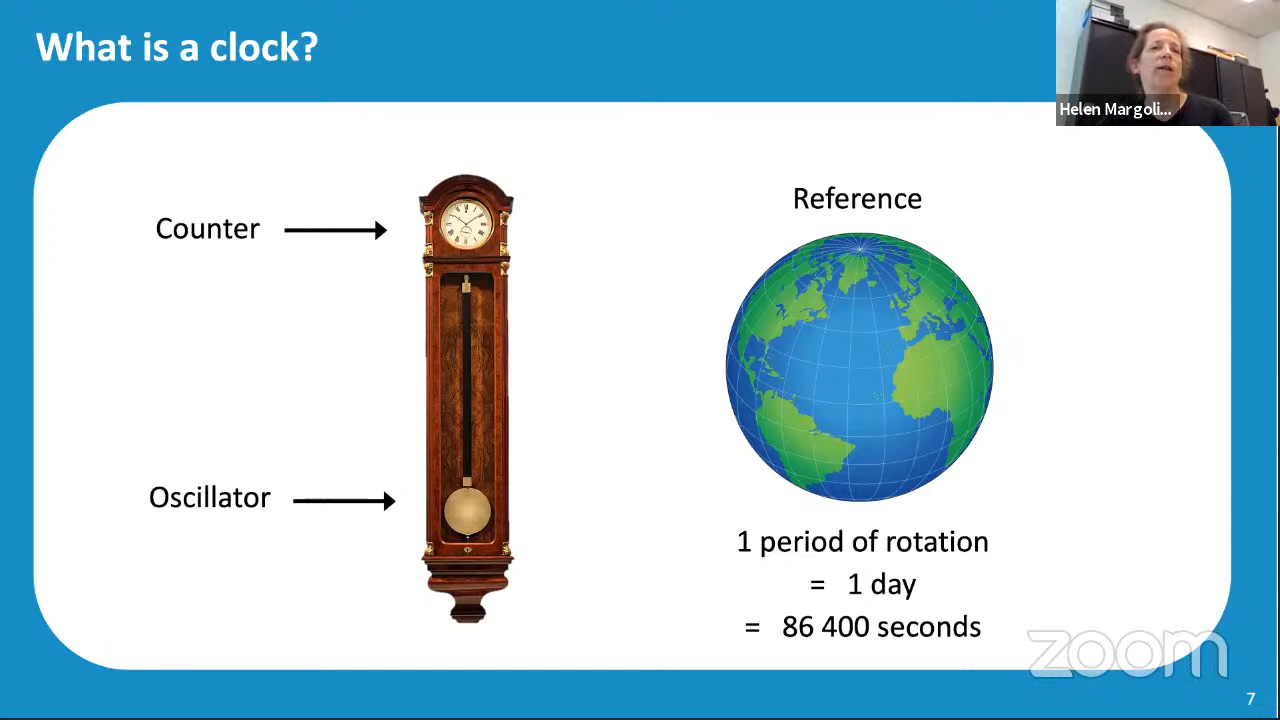 What is a clock?
Helen Margoli...
Counter
Reference
Oscillator
1 period of rotation
= 1 day
= 86 400 seconds
zoom
7